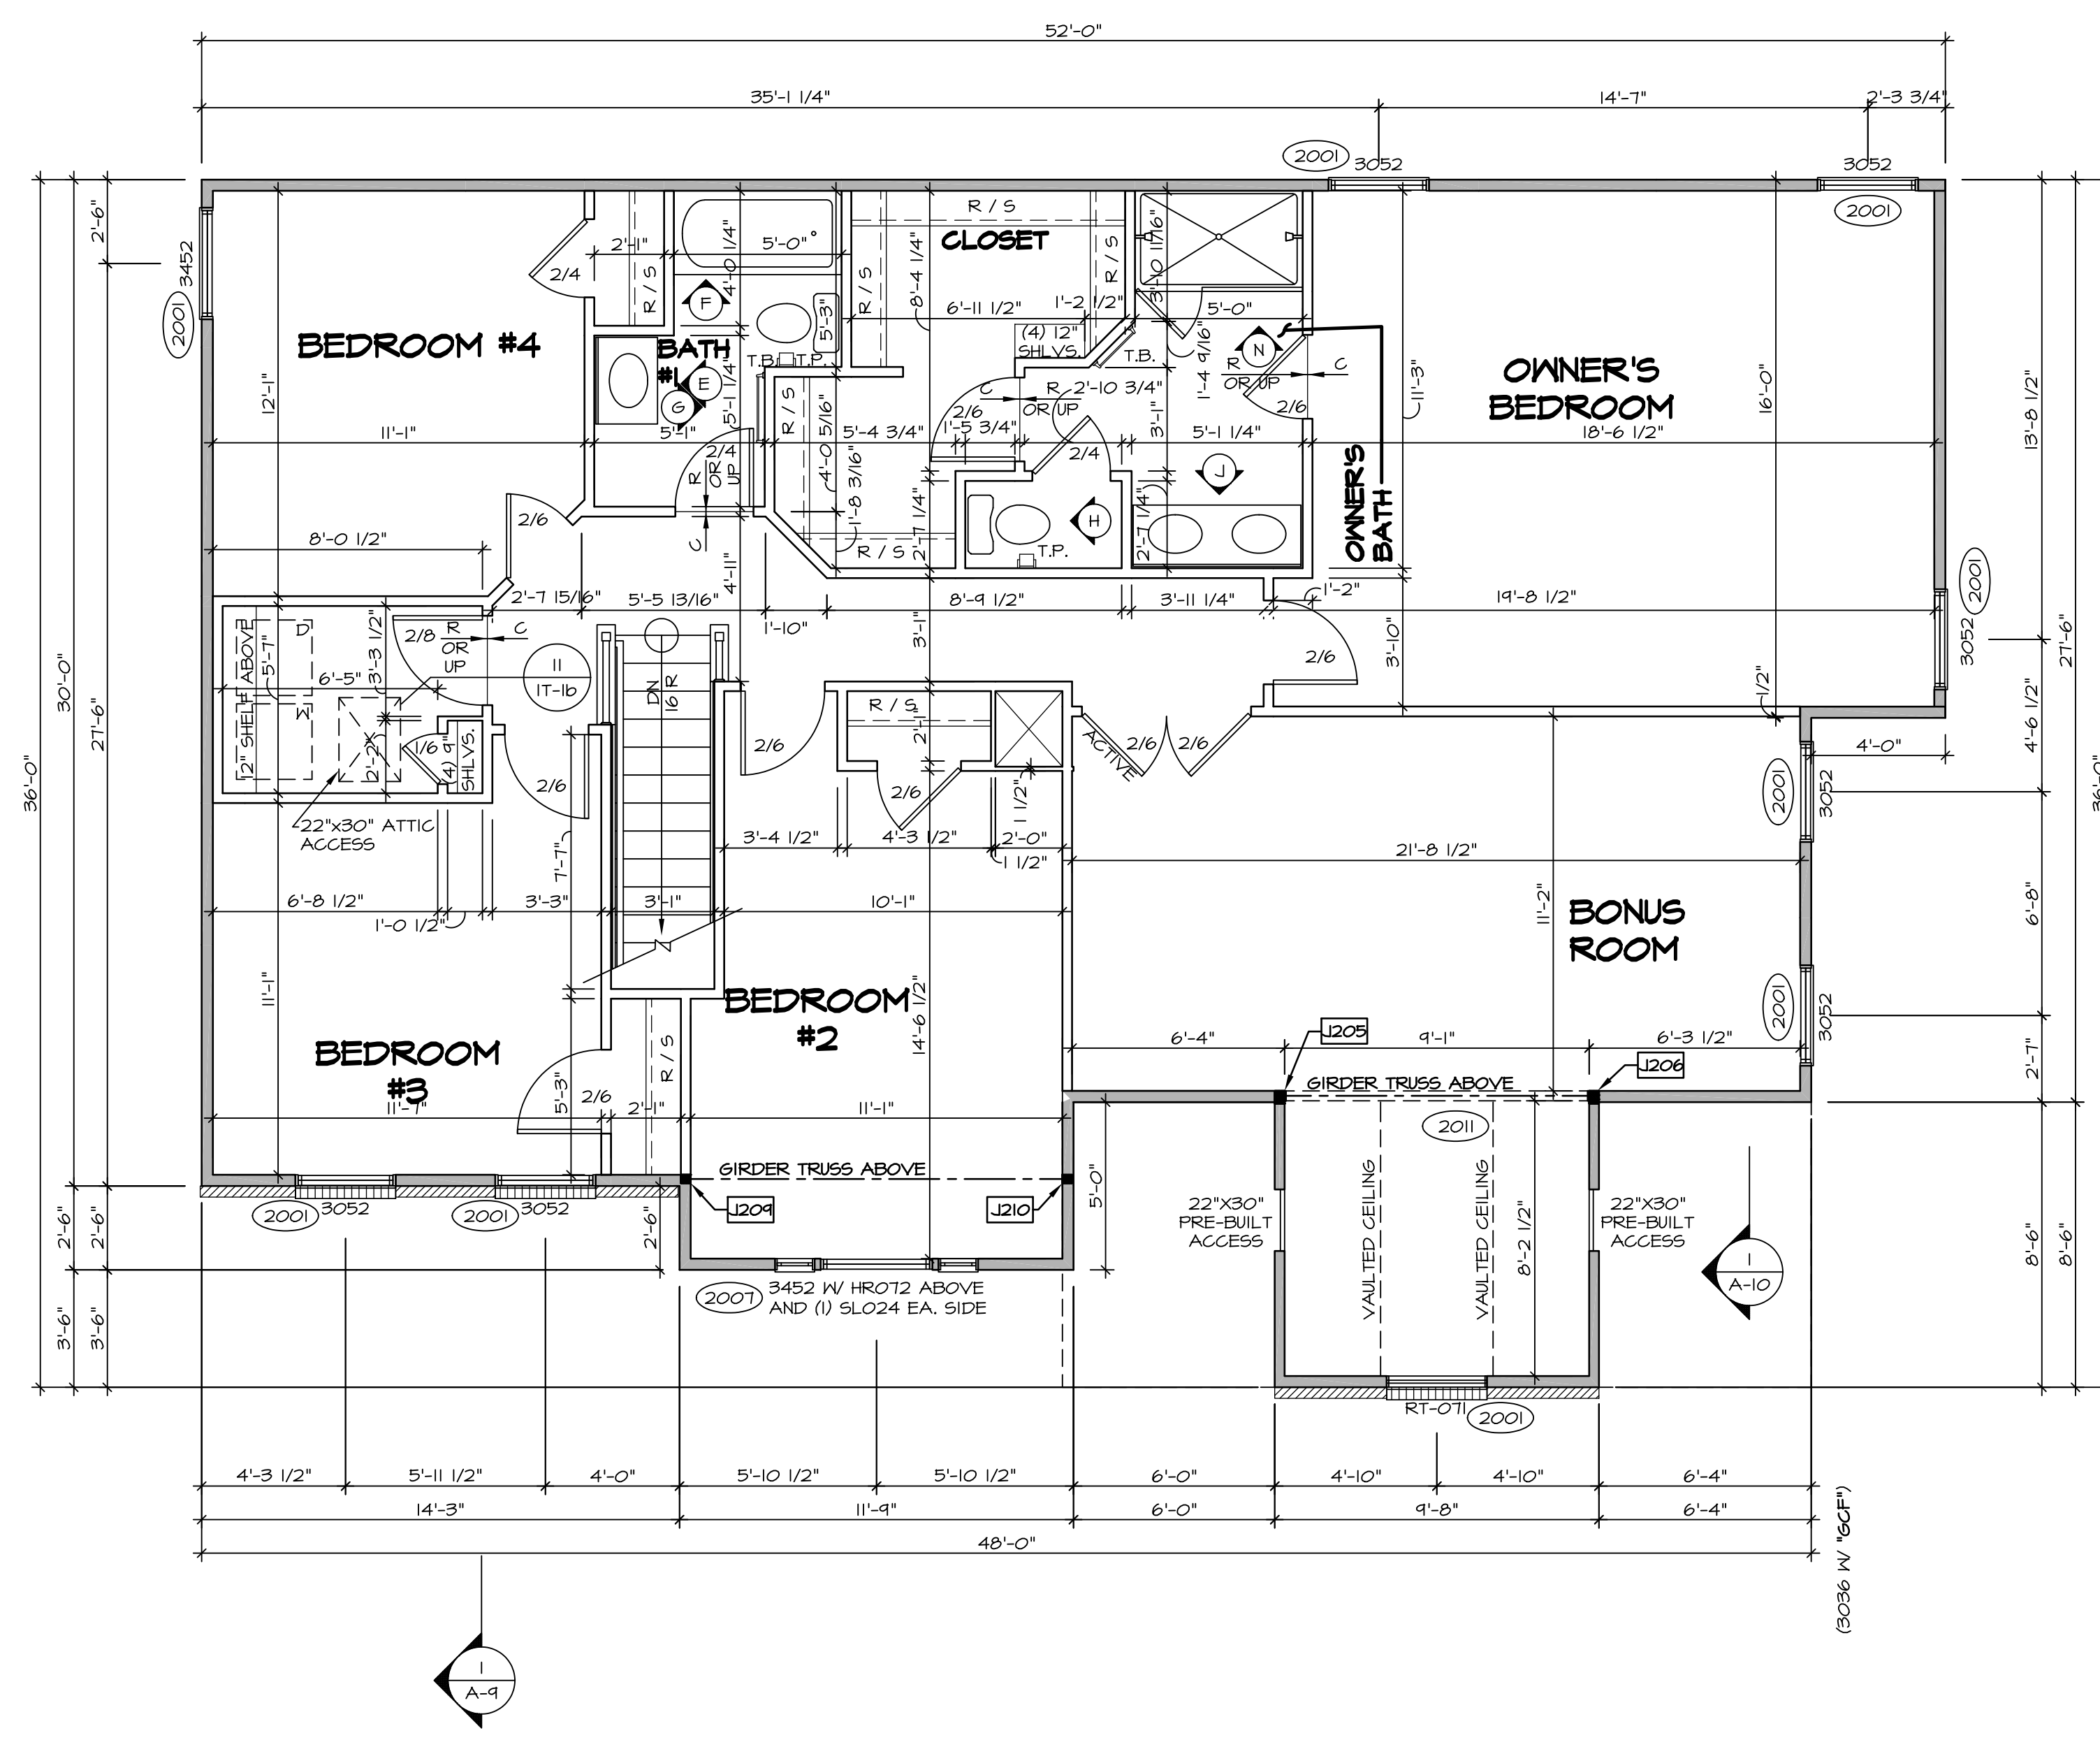 52'-0"
35'-1 1/4"
14'-7"
2'-3 3/4"
2001
3052
3052
2001
2'-6"
3452
2001
2'-1"
5'-0"
R / S
CLOSET
2/4
R / S
4'-0 1/4"
R / S
8'-4 1/4"
R / S
3'-10 11/16"
F
5'-3"
6'-11 1/2"
1'-2 1/2"
5'-0"
BEDROOM #4
BATH
#1
T.B.
T.P.
(4) 12"
SHLVS.
T.B.
1'-4 9/16"
N
R
OR UP
C
OWNER'S
BEDROOM
12'-1"
E
G
5'-1 1/4"
R / S
C
R
OR UP
2'-10 3/4"
2/6
2/6
11'-3"
16'-0"
13'-8 1/2"
11'-1"
5'-1"
5'-4 3/4"
1'-5 3/4"
3'-1"
5'-1 1/4"
18'-6 1/2"
2/4
R
OR
UP
C
4'-0 5/16"
1'-8 3/16"
2/4
J
OWNER'S
BATH
2/6
H
T.P.
2'-7 1/4"
2'-7 1/4"
R / S
8'-0 1/2"
4'-11"
2'-7 15/16"
5'-5 13/16"
1'-10"
8'-9 1/2"
3'-11 1/4"
1'-2"
19'-8 1/2"
2001
3052
36'-0"
30'-0"
27'-6"
12" SHELF ABOVE
5'-7"
D
W
3'-3 1/2"
2/8
R
OR
UP
C
11
1T-1b
6'-5"
DN
16 R
3'-1"
2/6
3'-10"
1/2"
4'-6 1/2"
27'-6"
36'-0"
2'-2"
1/6
(4) 9"
SHLVS.
2/6
2/6
R / S
2'-1"
2/6
ACTIVE
2/6
2/6
4'-0"
2001
3052
22"x30" ATTIC
ACCESS
7'-7"
3'-4 1/2"
4'-3 1/2"
2'-0"
1 1/2"
1 1/2"
21'-8 1/2"
6'-8 1/2"
1'-0 1/2"
3'-3"
3'-1"
10'-1"
11'-2"
BONUS
ROOM
6'-8"
11'-1"
BEDROOM
#2
14'-6 1/2"
2001
3052
BEDROOM
#3
R / S
5'-3"
2/6
6'-4"
J205
9'-1"
6'-3 1/2"
J206
2'-7"
GIRDER TRUSS ABOVE
11'-7"
2'-1"
11'-1"
2011
GIRDER TRUSS ABOVE
5'-0"
J209
J210
2001
3052
2001
3052
2'-6"
2'-6"
2'-6"
22"X30"
PRE-BUILT
ACCESS
VAULTED CEILING
VAULTED CEILING
8'-2 1/2"
22"X30"
PRE-BUILT
ACCESS
1
A-10
8'-6"
8'-6"
2007
3452 W/ HR072 ABOVE
AND (1) SL024 EA. SIDE
3'-6"
3'-6"
RT-071
2001
4'-3 1/2"
5'-11 1/2"
4'-0"
5'-10 1/2"
5'-10 1/2"
6'-0"
4'-10"
4'-10"
6'-4"
14'-3"
11'-9"
6'-0"
9'-8"
6'-4"
48'-0"
(3036 W/ "GCF")
1
A-9